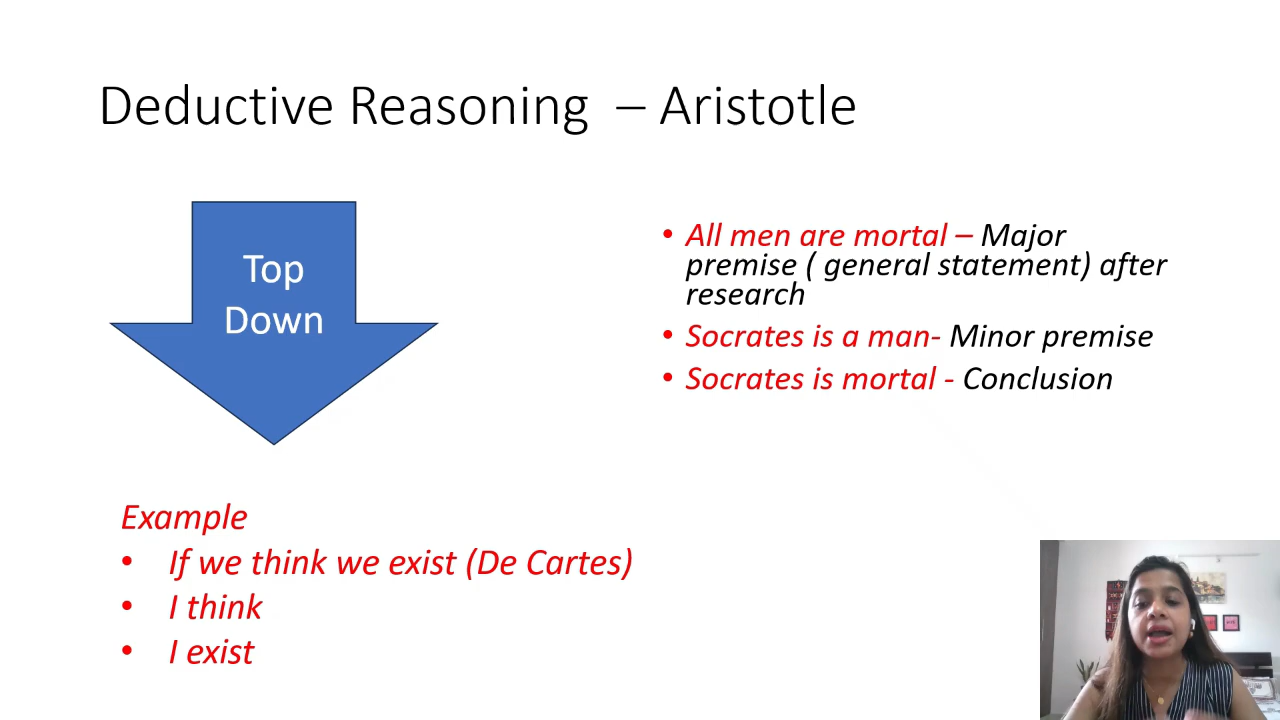 Deductive Reasoning – Aristotle
Top
Down
• All men are mortal – Major
premise ( general statement) after
research
• Socrates is a man- Minor premise
• Socrates is mortal - Conclusion
Example
• If we think we exist (De Cartes)
• I think
• I exist